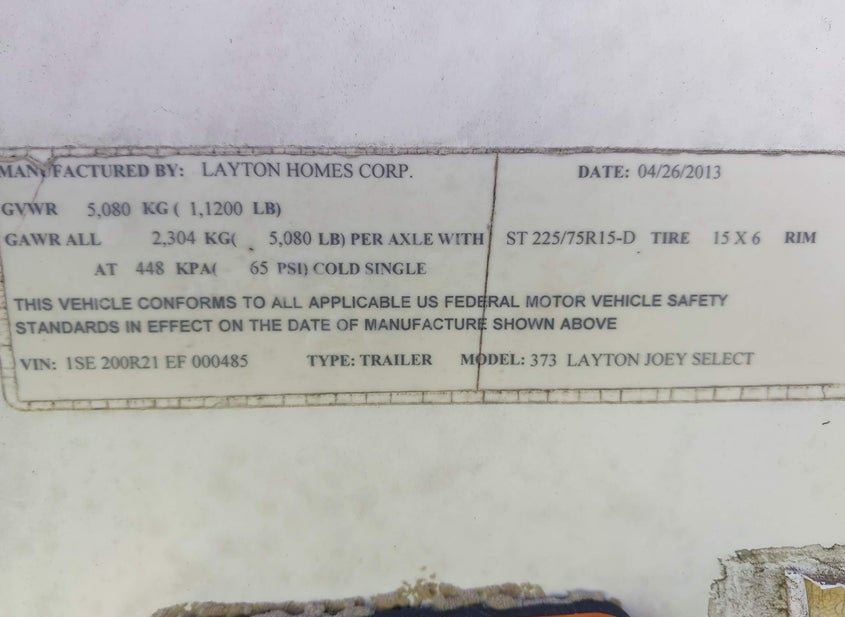 MANUFACTURED BY: LAYTON HOMES CORP. DATE: 04/26/2013
GVWR 5,080 KG ( 1,1200 LB)
GAWR ALL 2,304 KG( 5,080 LB) PER AXLE WITH ST 225/75R15-D TIRE 15 X 6 RIM
AT 448 KPA( 65 PSI) COLD SINGLE
THIS VEHICLE CONFORMS TO ALL APPLICABLE US FEDERAL MOTOR VEHICLE SAFETY
STANDARDS IN EFFECT ON THE DATE OF MANUFACTURE SHOWN ABOVE
VIN: 1SE 200R21 EF 000485 TYPE: TRAILER MODEL: 373 LAYTON JOEY SELECT